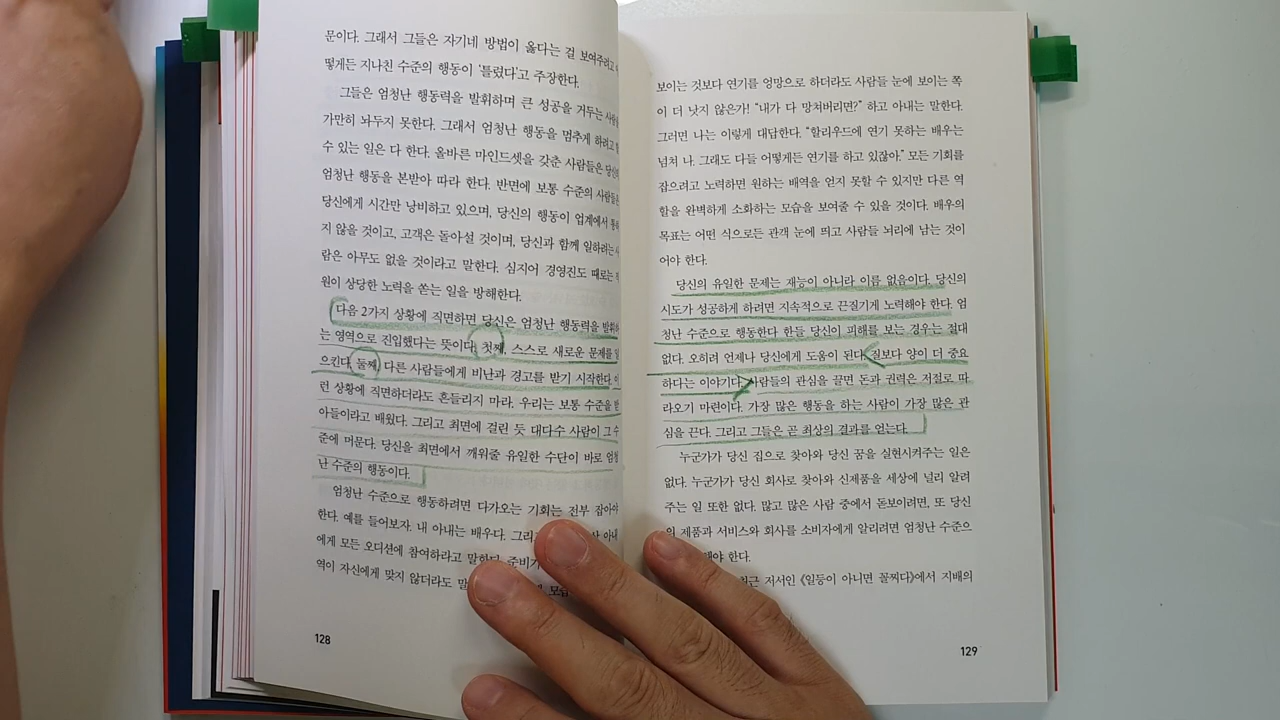 문이다. 그래서 그들은 자기네 방법이 옳다는 걸 보여주려고
떻게든 지나친 수준의 행동이 ‘틀렸다’고 주장한다.
그들은 엄청난 행동력을 발휘하며 큰 성공을 거두는
가만히 놔두지 못한다. 그래서 엄청난 행동을 멈추게 하려고
수 있는 일은 다 한다. 올바른 마인드셋을 갖춘 사람들은
엄청난 행동을 본받아 따라 한다. 반면에 보통 수준의 사람들은
당신에게 시간만 낭비하고 있으며, 당신의 행동이 업계에서
지 않을 것이고, 고객은 돌아설 것이며, 당신과 함께 일하려는
람은 아무도 없을 것이라고 말한다. 심지어 경영진도 때로는
원이 상당한 노력을 쏟는 일을 방해한다.
다음 2가지 상황에 직면하면 당신은 엄청난 행동력을
는 영역으로 진입했다는 뜻이다. 첫째, 스스로 새로운 문제를
으킨다. 둘째, 다른 사람들에게 비난과 경고를 받기 시작한다.
런 상황에 직면하더라도 흔들리지 마라. 우리는 보통 수준을
아들이라고 배웠다. 그리고 최면에 걸린 듯 대다수 사람이 그 수
준에 머문다. 당신을 최면에서 깨워줄 유일한 수단이 바로 엄청
난 수준의 행동이다.
엄청난 수준으로 행동하려면 다가오는 기회는 전부 잡아야
한다. 예를 들어보자. 내 아내는 배우다.
에게 모든 오디션에 참여하라고 말한다.
역이 자신에게 맞지 않더라도
128
보이는 것보다 연기를 엉망으로 하더라도 사람들 눈에 보이는 쪽
이 더 낫지 않은가! “내가 다 망쳐버리면?” 하고 아내는 말한다.
그러면 나는 이렇게 대답한다. “할리우드에 연기 못하는 배우는
넘쳐 나. 그래도 다들 어떻게든 연기를 하고 있잖아.” 모든 기회를
잡으려고 노력하면 원하는 배역을 얻지 못할 수 있지만 다른 역
할을 완벽하게 소화하는 모습을 보여줄 수 있을 것이다. 배우의
목표는 어떤 식으로든 관객 눈에 띄고 사람들 뇌리에 남는 것이
어야 한다.
당신의 유일한 문제는 재능이 아니라 이름 없음이다. 당신의
시도가 성공하게 하려면 지속적으로 끈질기게 노력해야 한다. 엄
청난 수준으로 행동한다 한들 당신이 피해를 보는 경우는 절대
없다. 오히려 언제나 당신에게 도움이 된다. 질보다 양이 더 중요
하다는 이야기다. 사람들의 관심을 끌면 돈과 권력은 저절로 따
라오기 마련이다. 가장 많은 행동을 하는 사람이 가장 많은 관
심을 끈다. 그리고 그들은 곧 최상의 결과를 얻는다.
누군가가 당신 집으로 찾아와 당신 꿈을 실현시켜주는 일은
없다. 누군가가 당신 회사로 찾아와 신제품을 세상에 널리 알려
주는 일 또한 없다. 많고 많은 사람 중에서 돋보이려면, 또 당신
의 제품과 서비스와 회사를 소비자에게 알리려면 엄청난 수준으
해야 한다.
저서인 《일등이 아니면 꼴찌다》에서 지배의
129